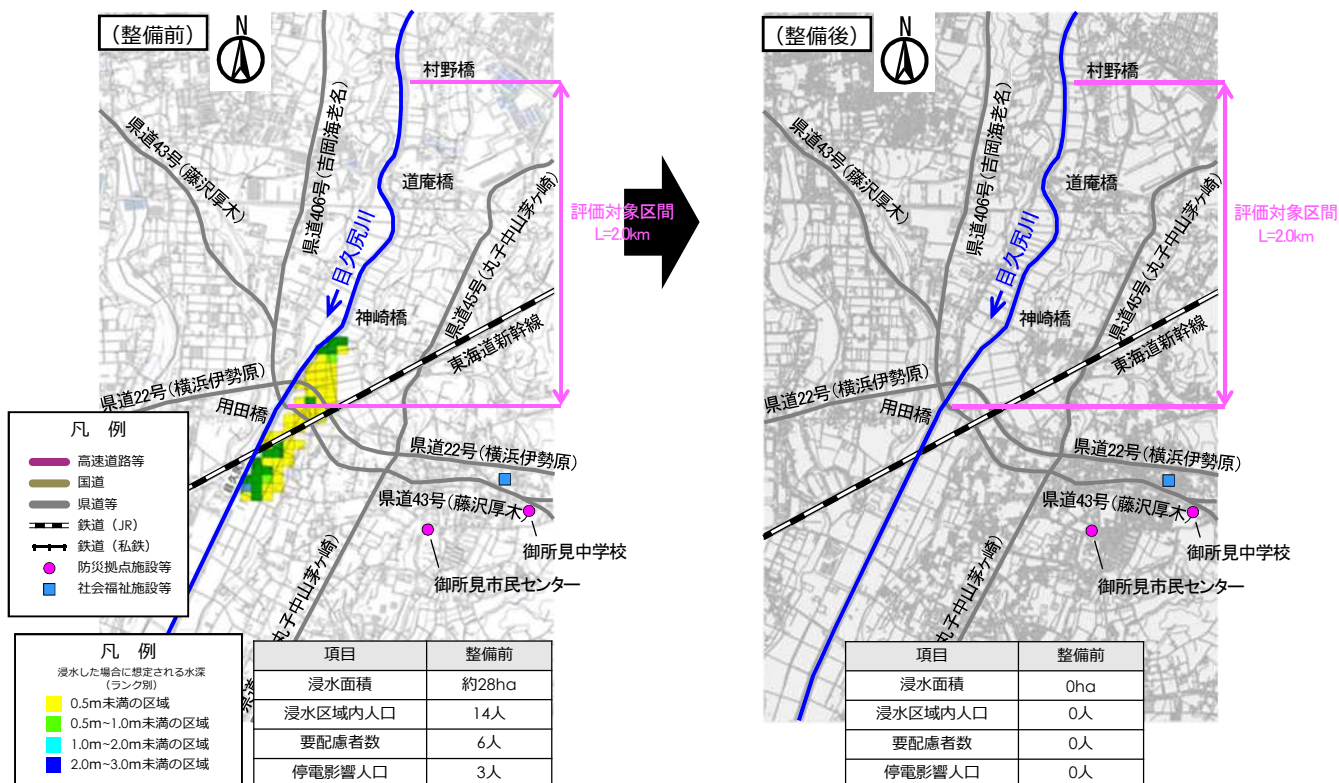 (整備前)
N
村野橋
県道43号(藤沢厚木)
県道406号(吉岡海老名)
道庵橋
目久尻川
県道45号(丸子中山茅ヶ崎)
評価対象区間
L=2.0km
神崎橋
東海道新幹線
県道22号(横浜伊勢原)
用田橋
県道22号(横浜伊勢原)
県道43号(藤沢厚木)
御所見中学校
御所見市民センター
丸子中山茅ケ崎)
凡 例
高速道路等
国道
県道等
鉄道(JR)
鉄道(私鉄)
防災拠点施設等
社会福祉施設等
凡 例
浸水した場合に想定される水深
(ランク別)
0.5m未満の区域
0.5m~1.0m未満の区域
1.0m~2.0m未満の区域
2.0m~3.0m未満の区域
項目 整備前
浸水面積 約28ha
浸水区域内人口 14人
要配慮者数 6人
停電影響人口 3人
(整備後)
N
村野橋
県道43号(藤沢厚木)
県道406号(吉岡海老名)
道庵橋
目久尻川
県道45号(丸子中山茅ケ崎)
評価対象区間
L=2.0km
神崎橋
東海道新幹線
県道22号(横浜伊勢原)
用田橋
県道22号(横浜伊勢原)
県道43号(藤沢厚木)
御所見中学校
御所見市民センター
県道45号(丸子中山茅ケ崎)
項目 整備前
浸水面積 0ha
浸水区域内人口 0人
要配慮者数 0人
停電影響人口 0人